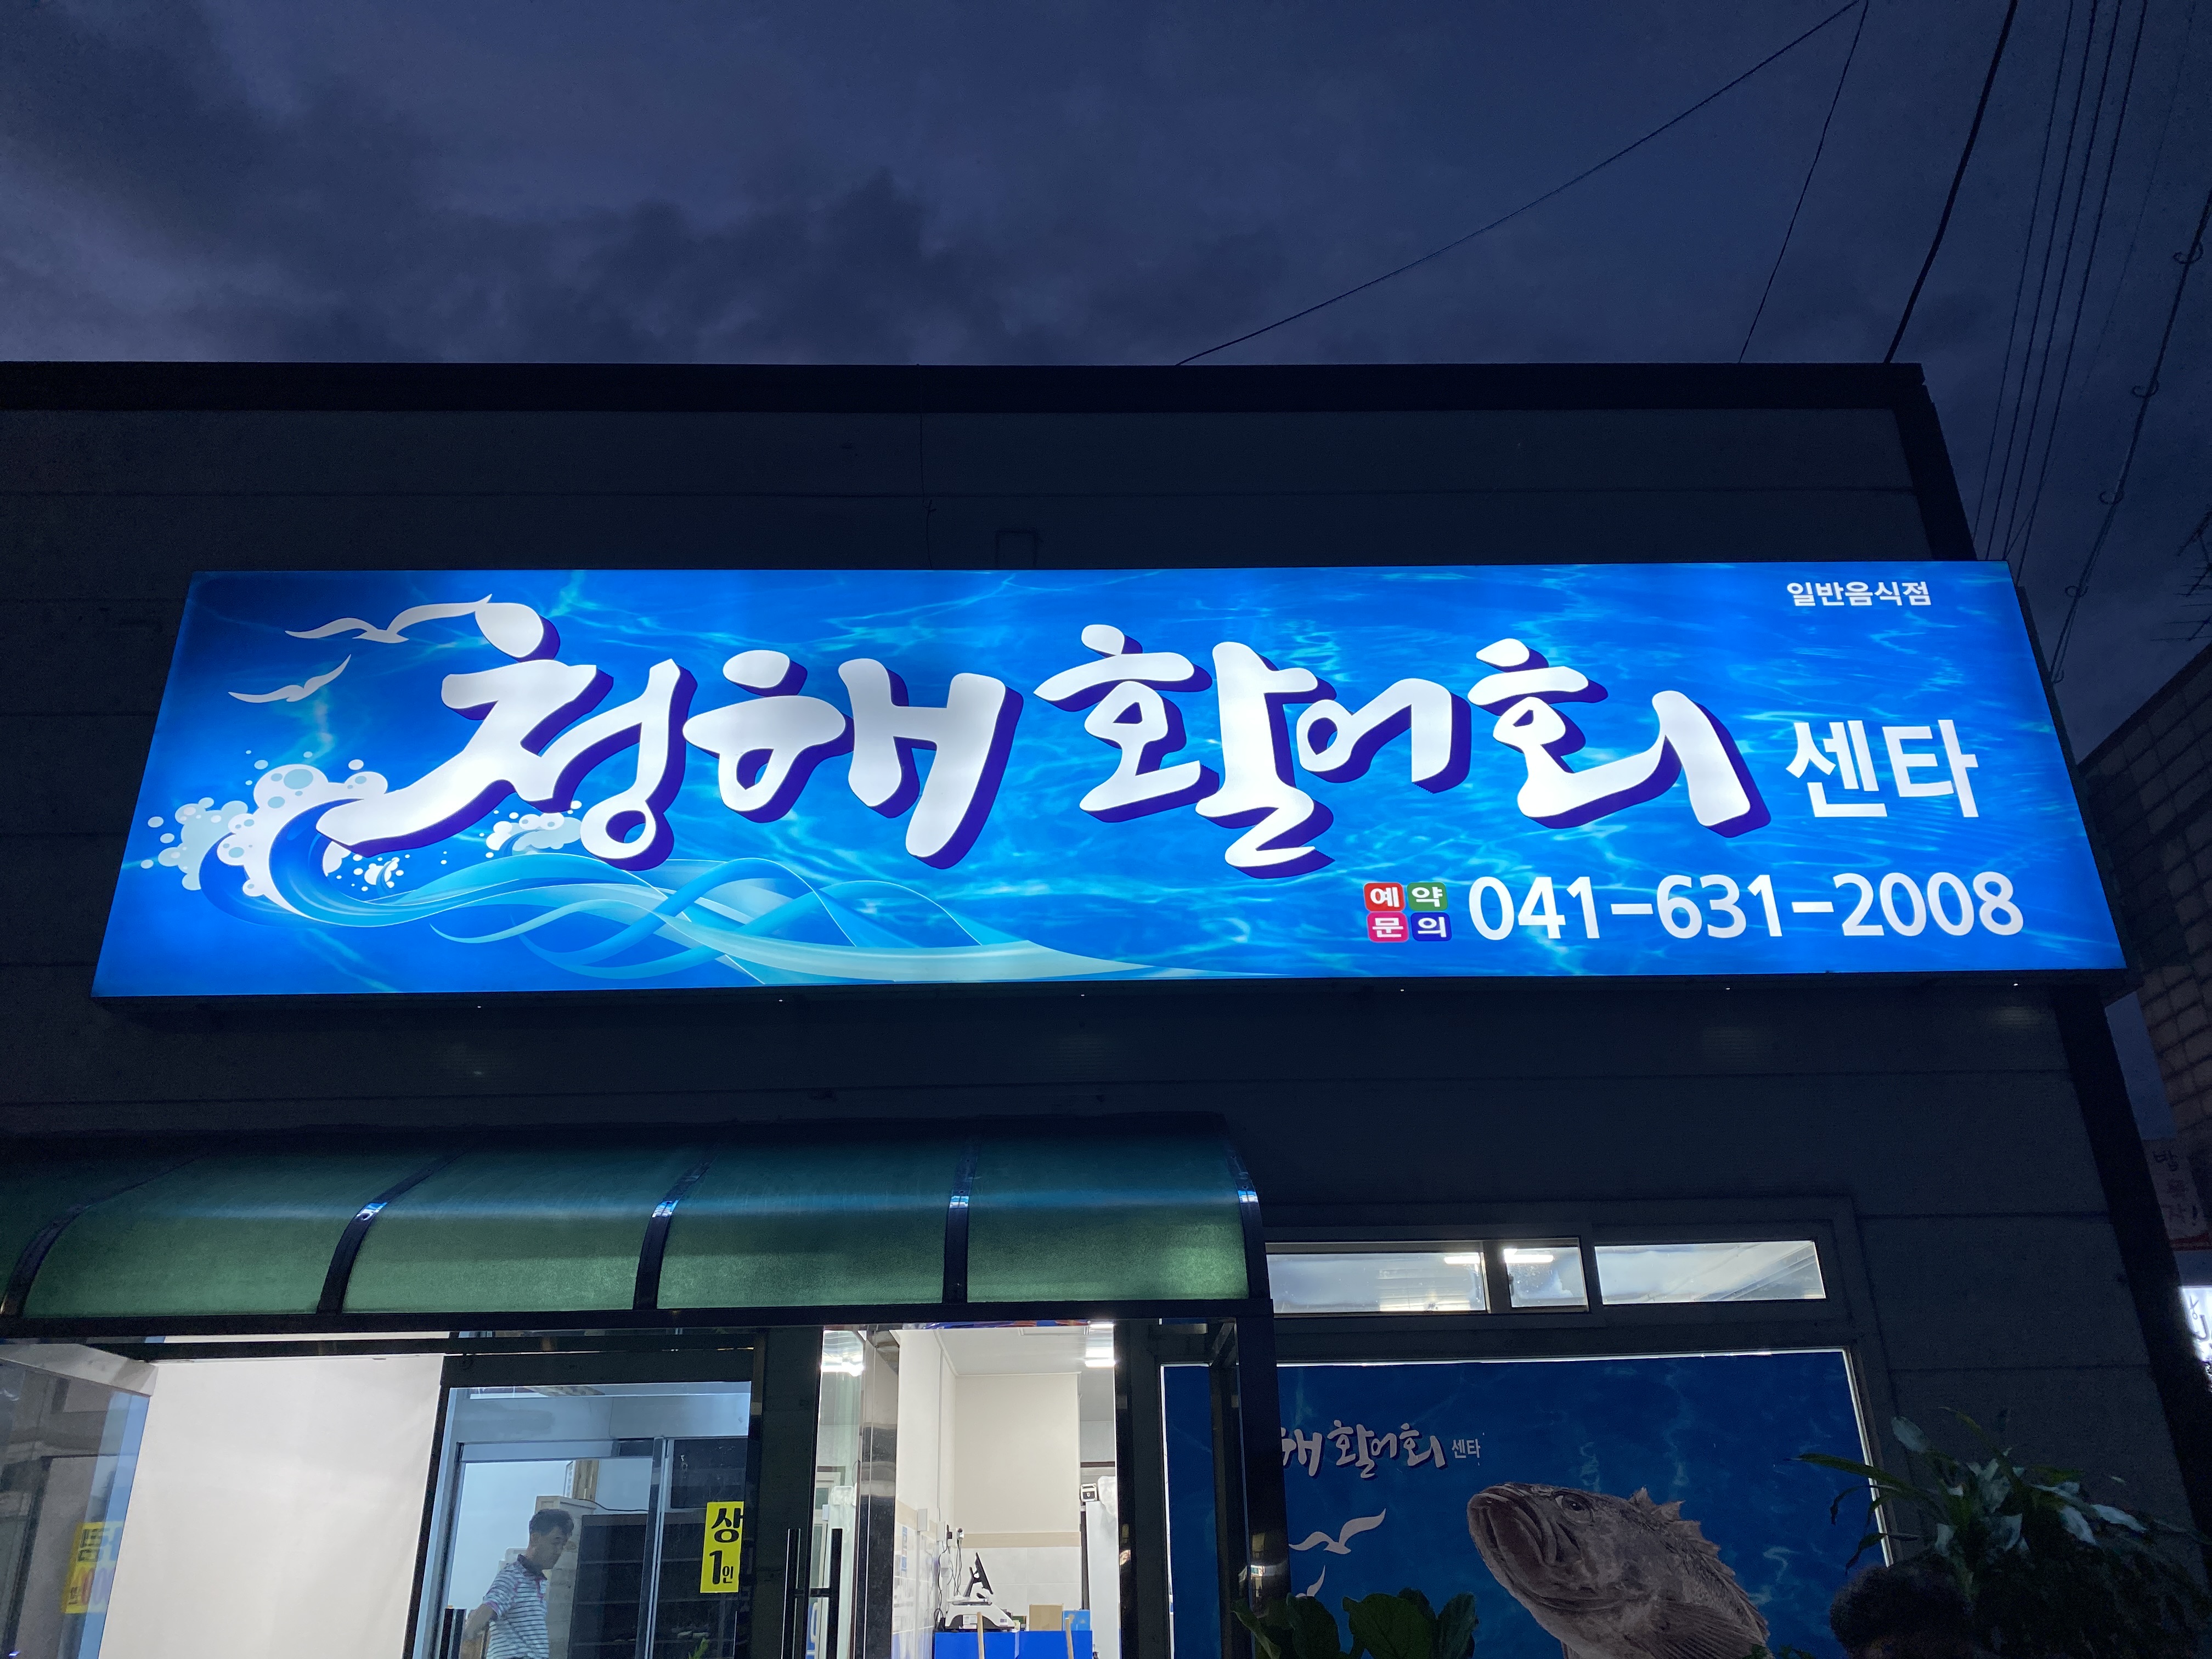 일반음식점
청해 활어회 센타
예약
문의 041-631-2008
해 활어회 센타
상
1인